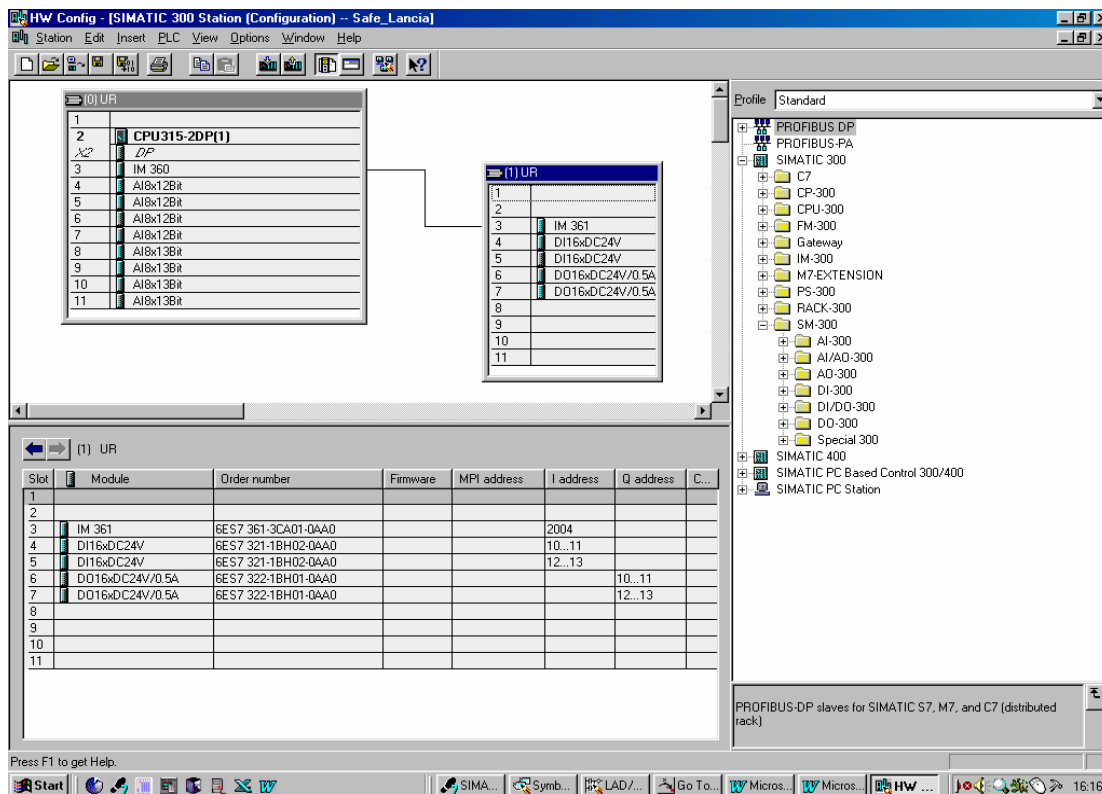 HW Config - [SIMATIC 300 Station (Configuration) -- Safe_Lancia]
Station Edit Insert PLC View Options Window Help
(0) UR
1
2 CPU315-2DP(1)
X2 DP
3 IM 360
4 AI8x12Bit
5 AI8x12Bit
6 AI8x12Bit
7 AI8x12Bit
8 AI8x13Bit
9 AI8x13Bit
10 AI8x13Bit
11 AI8x13Bit
(1) UR
1
2
3 IM 361
4 DI16xDC24V
5 DI16xDC24V
6 DO16xDC24V/0.5A
7 DO16xDC24V/0.5A
8
9
10
11
Profile Standard
PROFIBUS DP
PROFIBUS-PA
SIMATIC 300
C7
CP-300
CPU-300
FM-300
Gateway
IM-300
M7-EXTENSION
PS-300
RACK-300
SM-300
AI-300
AI/AO-300
AO-300
DI-300
DI/DO-300
DO-300
Special 300
SIMATIC 400
SIMATIC PC Based Control 300/400
SIMATIC PC Station
(1) UR
Slot Module Order number Firmware MPI address I address Q address C...
1
2
3 IM 361 6ES7 361-3CA01-0AA0 2004
4 DI16xDC24V 6ES7 321-1BH02-0AA0 10...11
5 DI16xDC24V 6ES7 321-1BH02-0AA0 12...13
6 DO16xDC24V/0.5A 6ES7 322-1BH01-0AA0 10...11
7 DO16xDC24V/0.5A 6ES7 322-1BH01-0AA0 12...13
8
9
10
11
PROFIBUS-DP slaves for SIMATIC S7, M7, and C7 (distributed
rack)
Press F1 to get Help.
Start SIMA... Symb... LAD/... Go To... Micros... Micros... HW ... 16:16